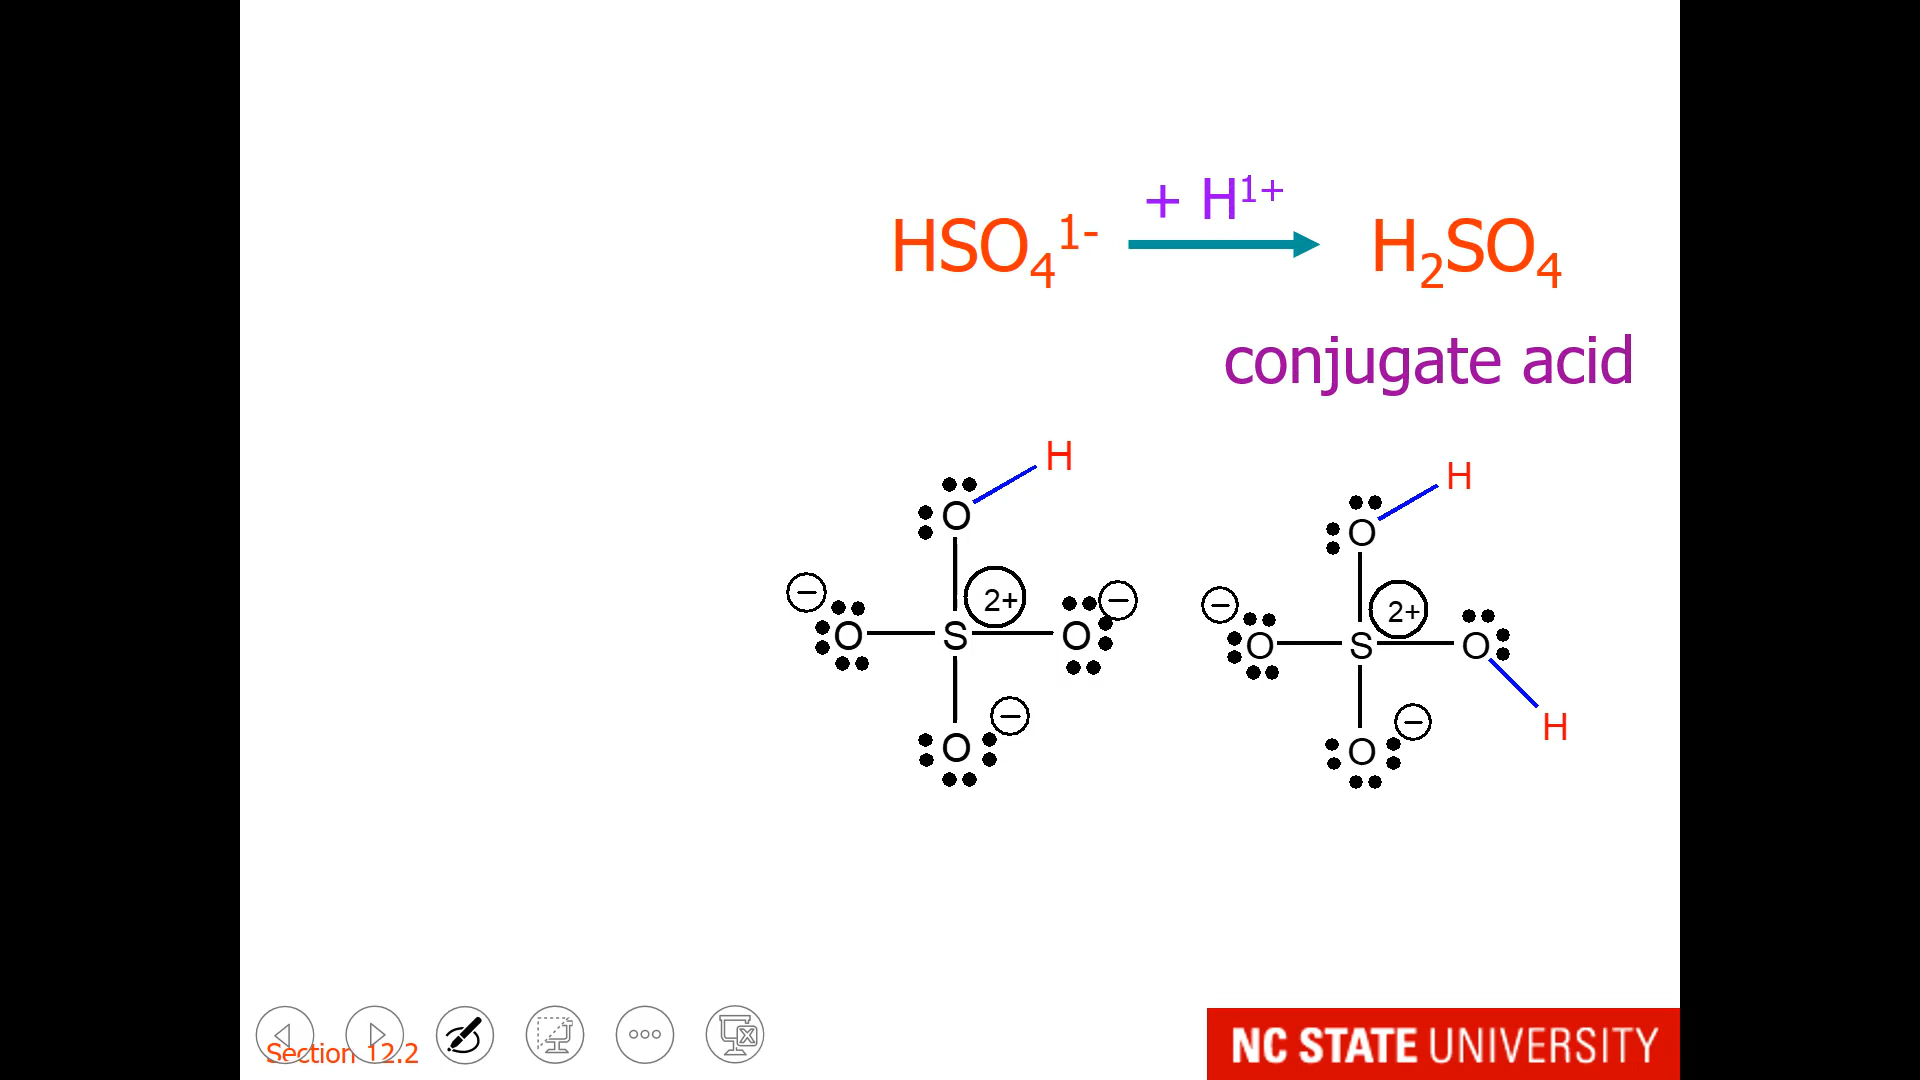 + H¹⁺
HSO₄¹⁻ H₂SO₄
conjugate acid
H H
O O
2+ 2+
O S O O S O
H
O O
Section 12.2
NC STATE UNIVERSITY